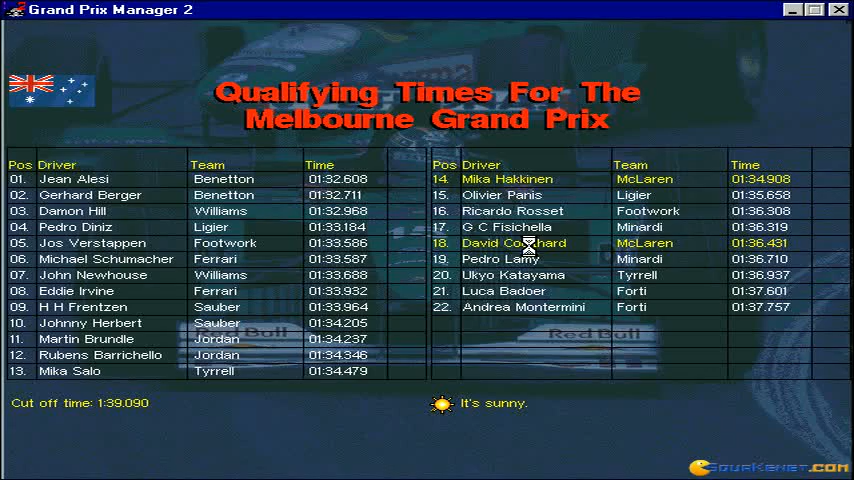 Grand Prix Manager 2
Qualifying Times For The
Melbourne Grand Prix
Pos Driver Team Time
01. Jean Alesi Benetton 01:32.608
02. Gerhard Berger Benetton 01:32.711
03. Damon Hill Williams 01:32.968
04. Pedro Diniz Ligier 01:33.184
05. Jos Verstappen Footwork 01:33.586
06. Michael Schumacher Ferrari 01:33.587
07. John Newhouse Williams 01:33.688
08. Eddie Irvine Ferrari 01:33.932
09. H H Frentzen Sauber 01:33.964
10. Johnny Herbert Sauber 01:34.205
11. Martin Brundle Jordan 01:34.237
12. Rubens Barrichello Jordan 01:34.346
13. Mika Salo Tyrrell 01:34.479
Pos Driver Team Time
14. Mika Hakkinen McLaren 01:34.908
15. Olivier Panis Ligier 01:35.658
16. Ricardo Rosset Footwork 01:36.308
17. G C Fisichella Minardi 01:36.319
18. David Coulthard McLaren 01:36.431
19. Pedro Lamy Minardi 01:36.710
20. Ukyo Katayama Tyrrell 01:36.937
21. Luca Badoer Forti 01:37.601
22. Andrea Montermini Forti 01:37.757
Red Bull
Red Bull
Cut off time: 1:39.090
It's sunny.
SquaKenet.com